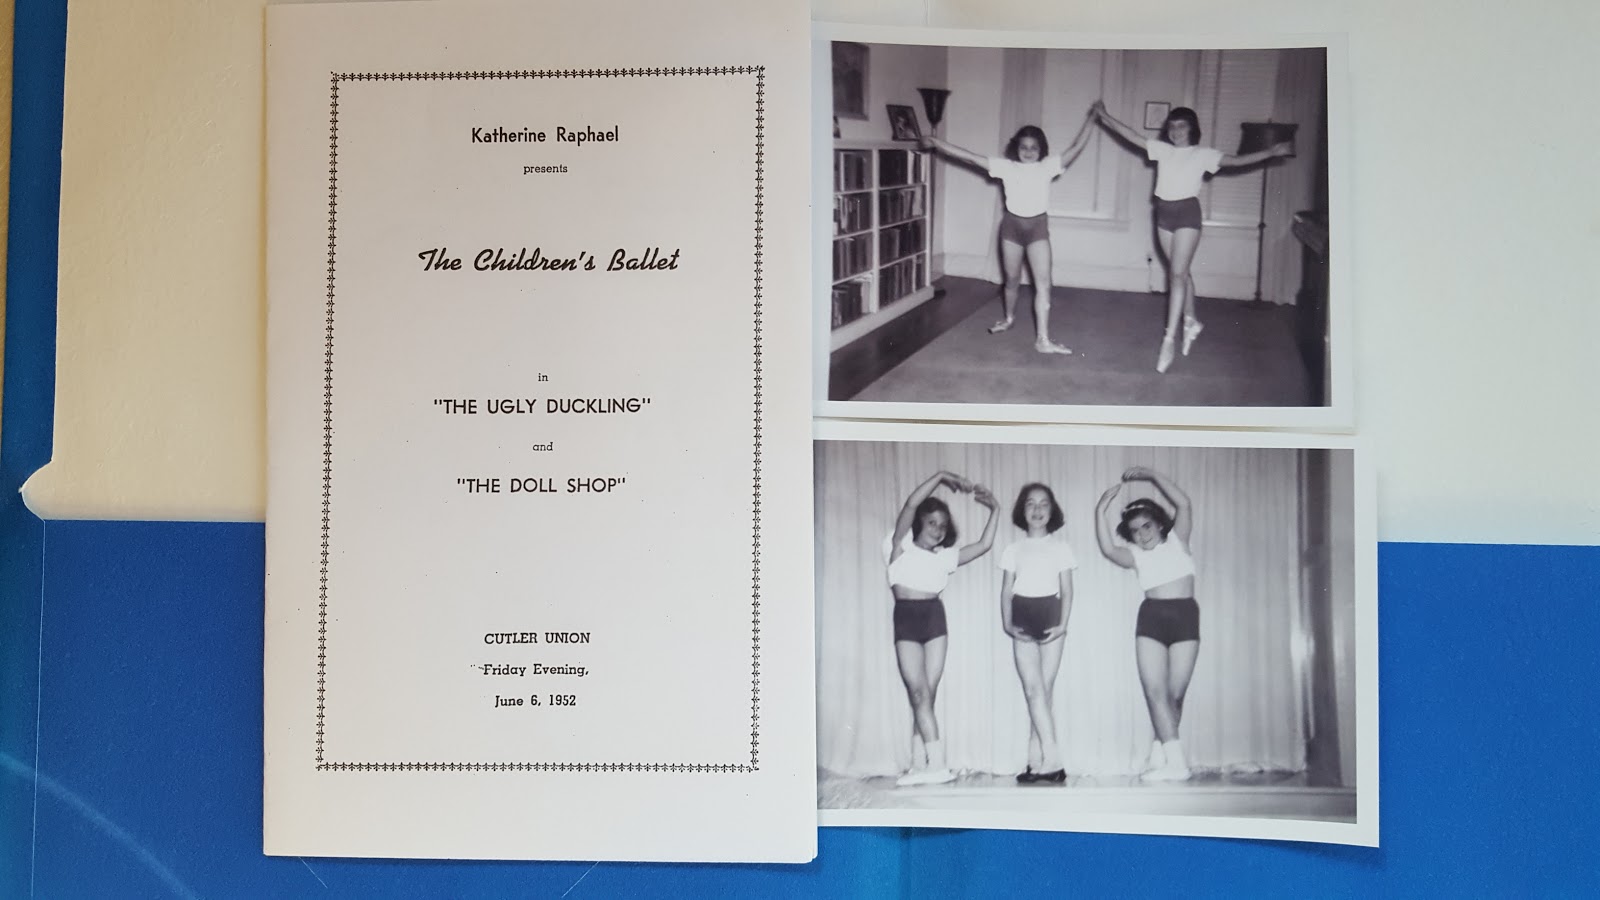 Katherine Raphael
presents
The Children's Ballet
in
"THE UGLY DUCKLING"
and
"THE DOLL SHOP"
CUTLER UNION
Friday Evening,
June 6, 1952